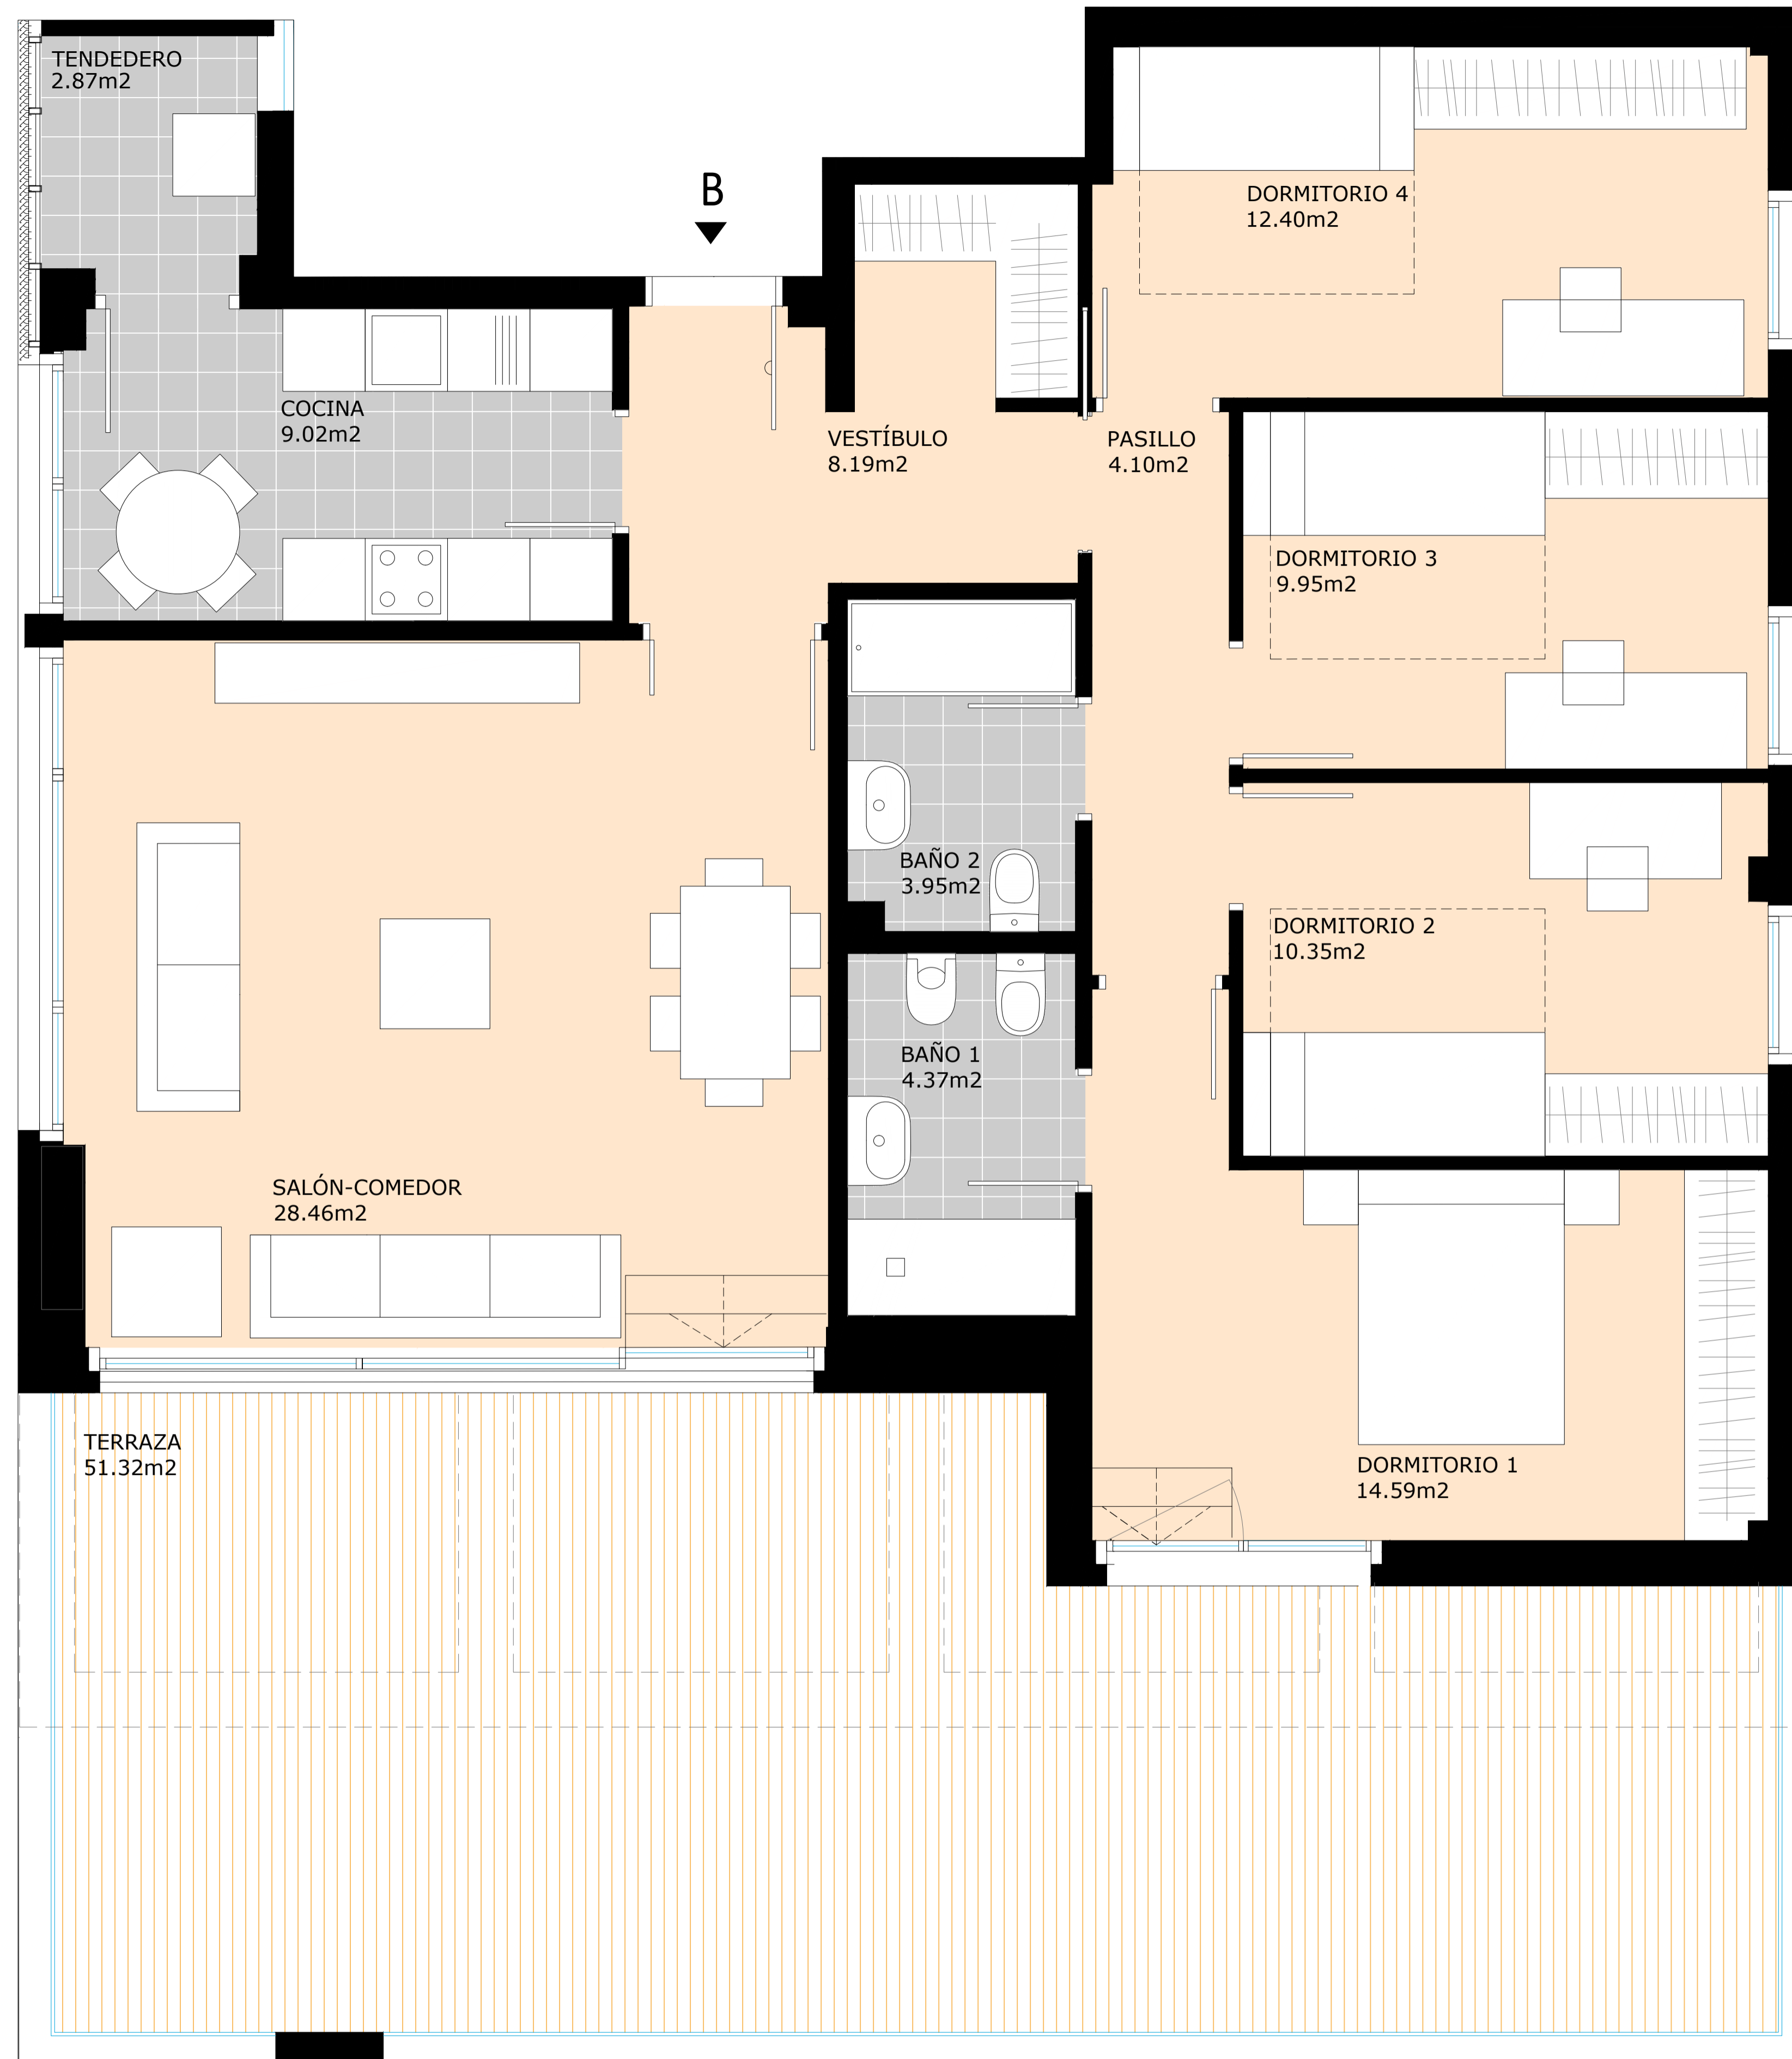 TENDEDERO
2.87m2
B
DORMITORIO 4
12.40m2
COCINA
9.02m2
VESTÍBULO
8.19m2
PASILLO
4.10m2
DORMITORIO 3
9.95m2
BAÑO 2
3.95m2
DORMITORIO 2
10.35m2
BAÑO 1
4.37m2
SALÓN-COMEDOR
28.46m2
TERRAZA
51.32m2
DORMITORIO 1
14.59m2